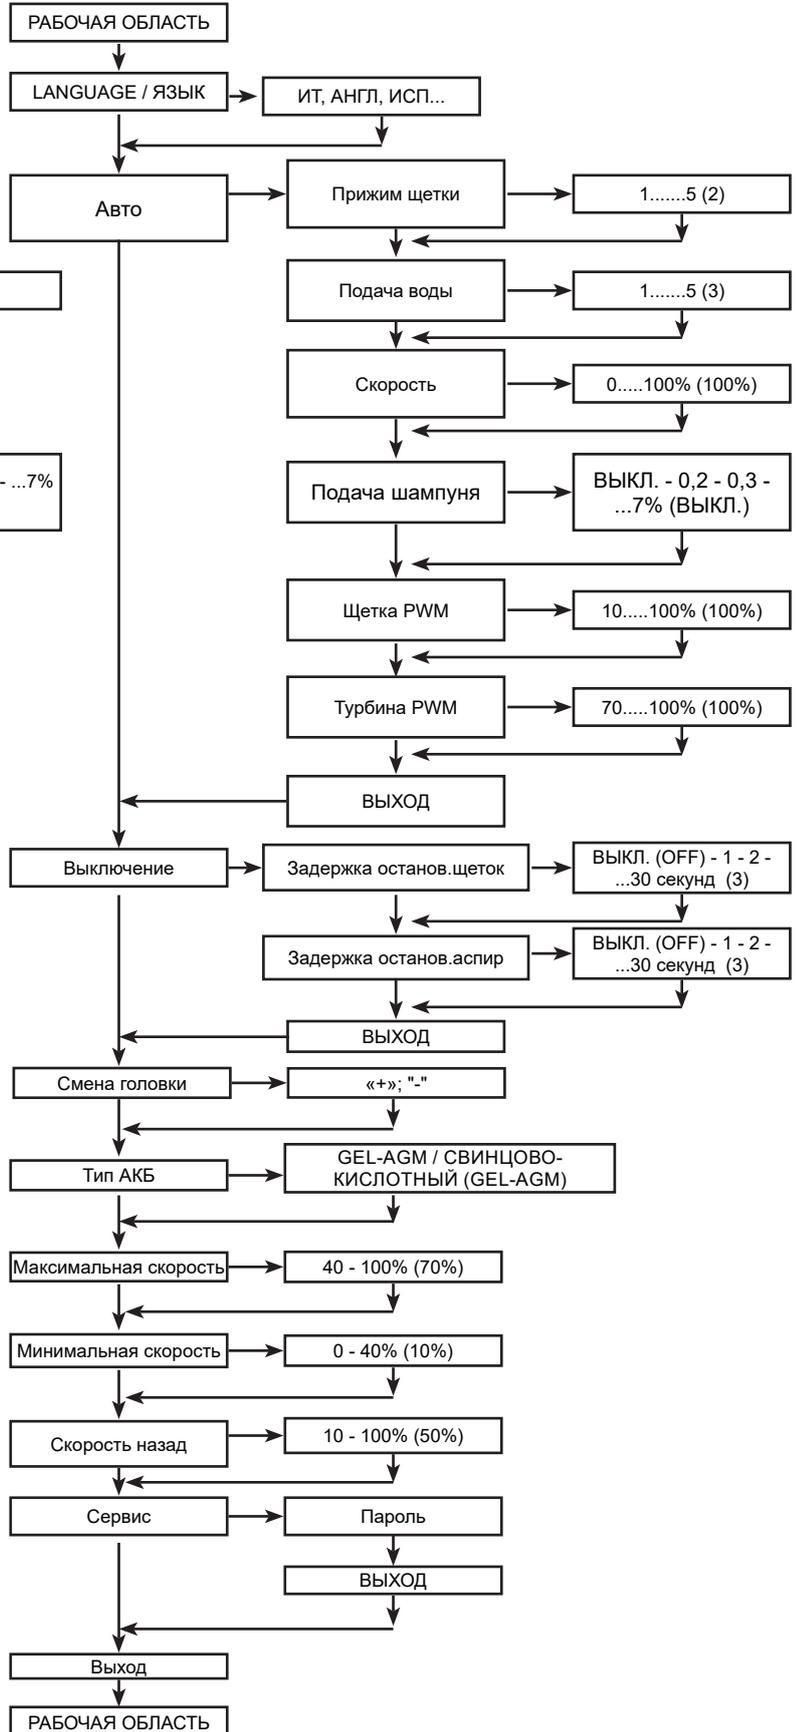 РАБОЧАЯ ОБЛАСТЬ
LANGUAGE / ЯЗЫК
ИТ, АНГЛ, ИСП...
Авто
Прижим щетки
1.......5 (2)
Подача воды
1.......5 (3)
Скорость
0.....100% (100%)
- ...7%
Подача шампуня
ВЫКЛ. - 0,2 - 0,3 -
...7% (ВЫКЛ.)
Щетка PWM
10.....100% (100%)
Турбина PWM
70.....100% (100%)
ВЫХОД
Выключение
Задержка останов.щеток
ВЫКЛ. (OFF) - 1 - 2 -
...30 секунд (3)
Задержка останов.аспир
ВЫКЛ. (OFF) - 1 - 2 -
...30 секунд (3)
ВЫХОД
Смена головки
«+»; "-"
Тип АКБ
GEL-AGM / СВИНЦОВО-
КИСЛОТНЫЙ (GEL-AGM)
Максимальная скорость
40 - 100% (70%)
Минимальная скорость
0 - 40% (10%)
Скорость назад
10 - 100% (50%)
Сервис
Пароль
ВЫХОД
Выход
РАБОЧАЯ ОБЛАСТЬ